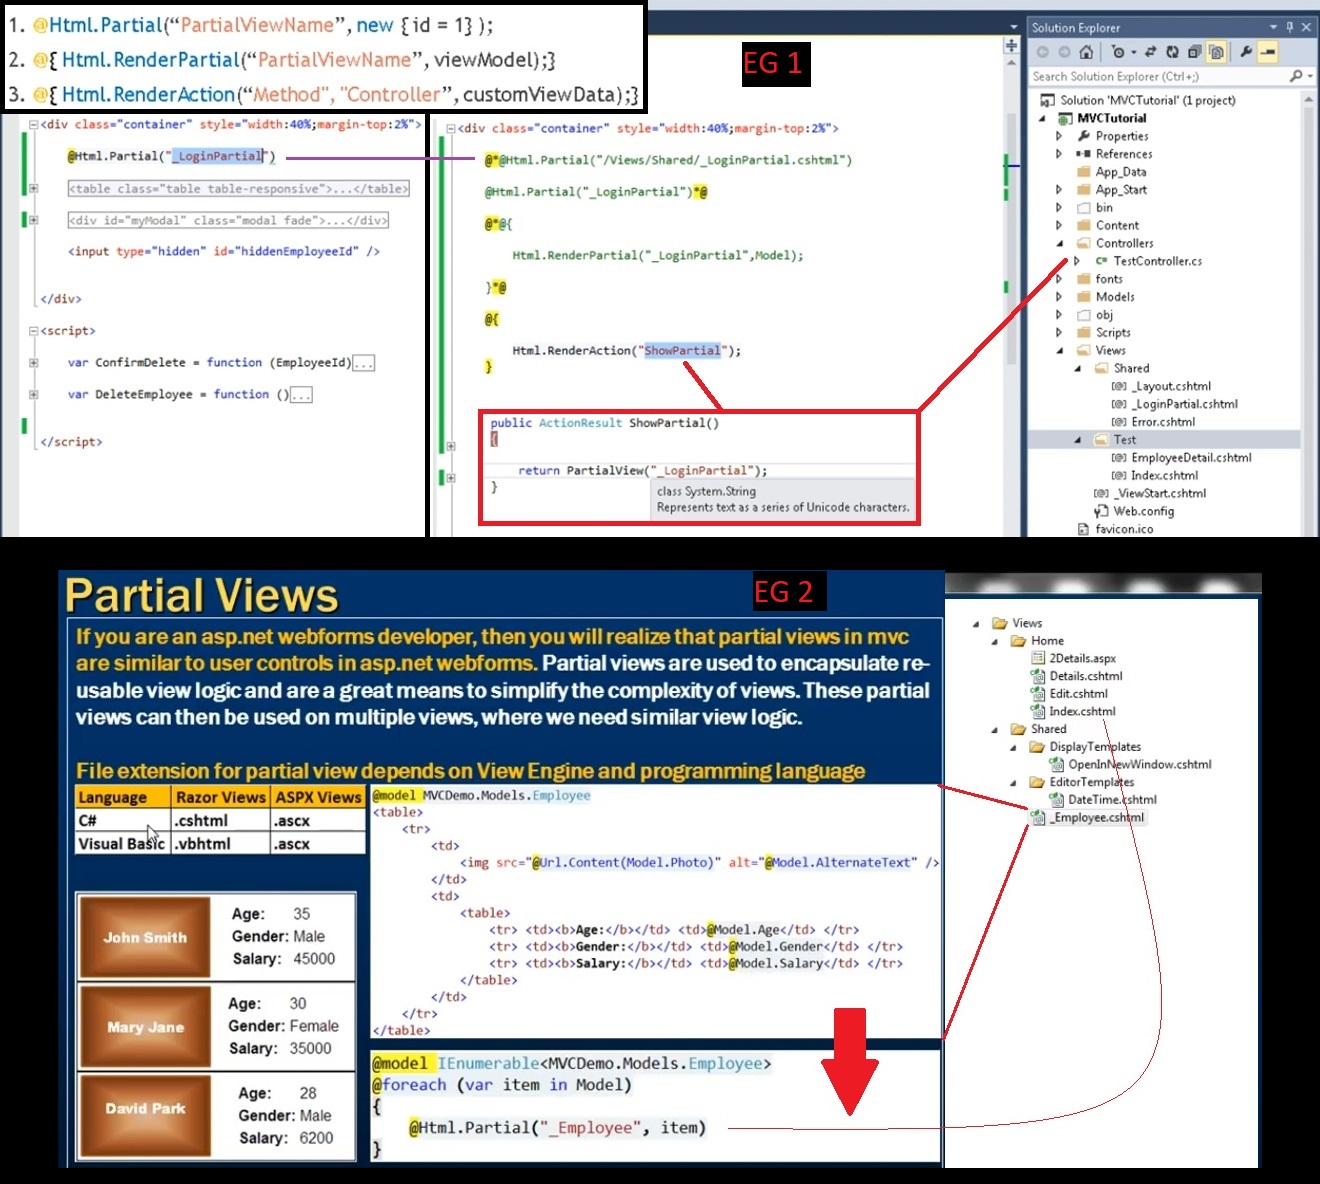 1. @Html.Partial(“PartialViewName”, new { id = 1} );
2. @{ Html.RenderPartial(“PartialViewName”, viewModel);}
3. @{ Html.RenderAction(“Method", "Controller”, customViewData);}
EG 1
<div class="container" style="width:40%;margin-top:2%">
@Html.Partial("_LoginPartial")
<table class="table table-responsive">...</table>
<div id="myModal" class="modal fade">...</div>
<input type="hidden" id="hiddenEmployeeId" />
</div>
<script>
var ConfirmDelete = function (EmployeeId)...
var DeleteEmployee = function ()...
</script>
<div class="container" style="width:40%;margin-top:2%">
@*@Html.Partial("/Views/Shared/_LoginPartial.cshtml")
@Html.Partial("_LoginPartial")*@
@*@{
Html.RenderPartial("_LoginPartial",Model);
}*@
@{
Html.RenderAction("ShowPartial");
}
public ActionResult ShowPartial()
{
return PartialView("_LoginPartial");
}
class System.String
Represents text as a series of Unicode characters.
Solution Explorer
Search Solution Explorer (Ctrl+;)
Solution 'MVCTutorial' (1 project)
MVCTutorial
Properties
References
App_Data
App_Start
bin
Content
Controllers
TestController.cs
fonts
Models
obj
Scripts
Views
Shared
_Layout.cshtml
_LoginPartial.cshtml
Error.cshtml
Test
EmployeeDetail.cshtml
Index.cshtml
_ViewStart.cshtml
Web.config
favicon.ico
Partial Views
EG 2
If you are an asp.net webforms developer, then you will realize that partial views in mvc
are similar to user controls in asp.net webforms. Partial views are used to encapsulate re-
usable view logic and are a great means to simplify the complexity of views. These partial
views can then be used on multiple views, where we need similar view logic.
File extension for partial view depends on View Engine and programming language
Language Razor Views ASPX Views
C# .cshtml .ascx
Visual Basic .vbhtml .ascx
John Smith
Age: 35
Gender: Male
Salary: 45000
Mary Jane
Age: 30
Gender: Female
Salary: 35000
David Park
Age: 28
Gender: Male
Salary: 6200
@model MVCDemo.Models.Employee
<table>
<tr>
<td>
<img src="@Url.Content(Model.Photo)" alt="@Model.AlternateText" />
</td>
<td>
<table>
<tr> <td><b>Age:</b></td> <td>@Model.Age</td> </tr>
<tr> <td><b>Gender:</b></td> <td>@Model.Gender</td> </tr>
<tr> <td><b>Salary:</b></td> <td>@Model.Salary</td> </tr>
</table>
</td>
</tr>
</table>
@model IEnumerable<MVCDemo.Models.Employee>
@foreach (var item in Model)
{
@Html.Partial("_Employee", item)
}
Views
Home
2Details.aspx
Details.cshtml
Edit.cshtml
Index.cshtml
Shared
DisplayTemplates
OpenInNewWindow.cshtml
EditorTemplates
DateTime.cshtml
_Employee.cshtml